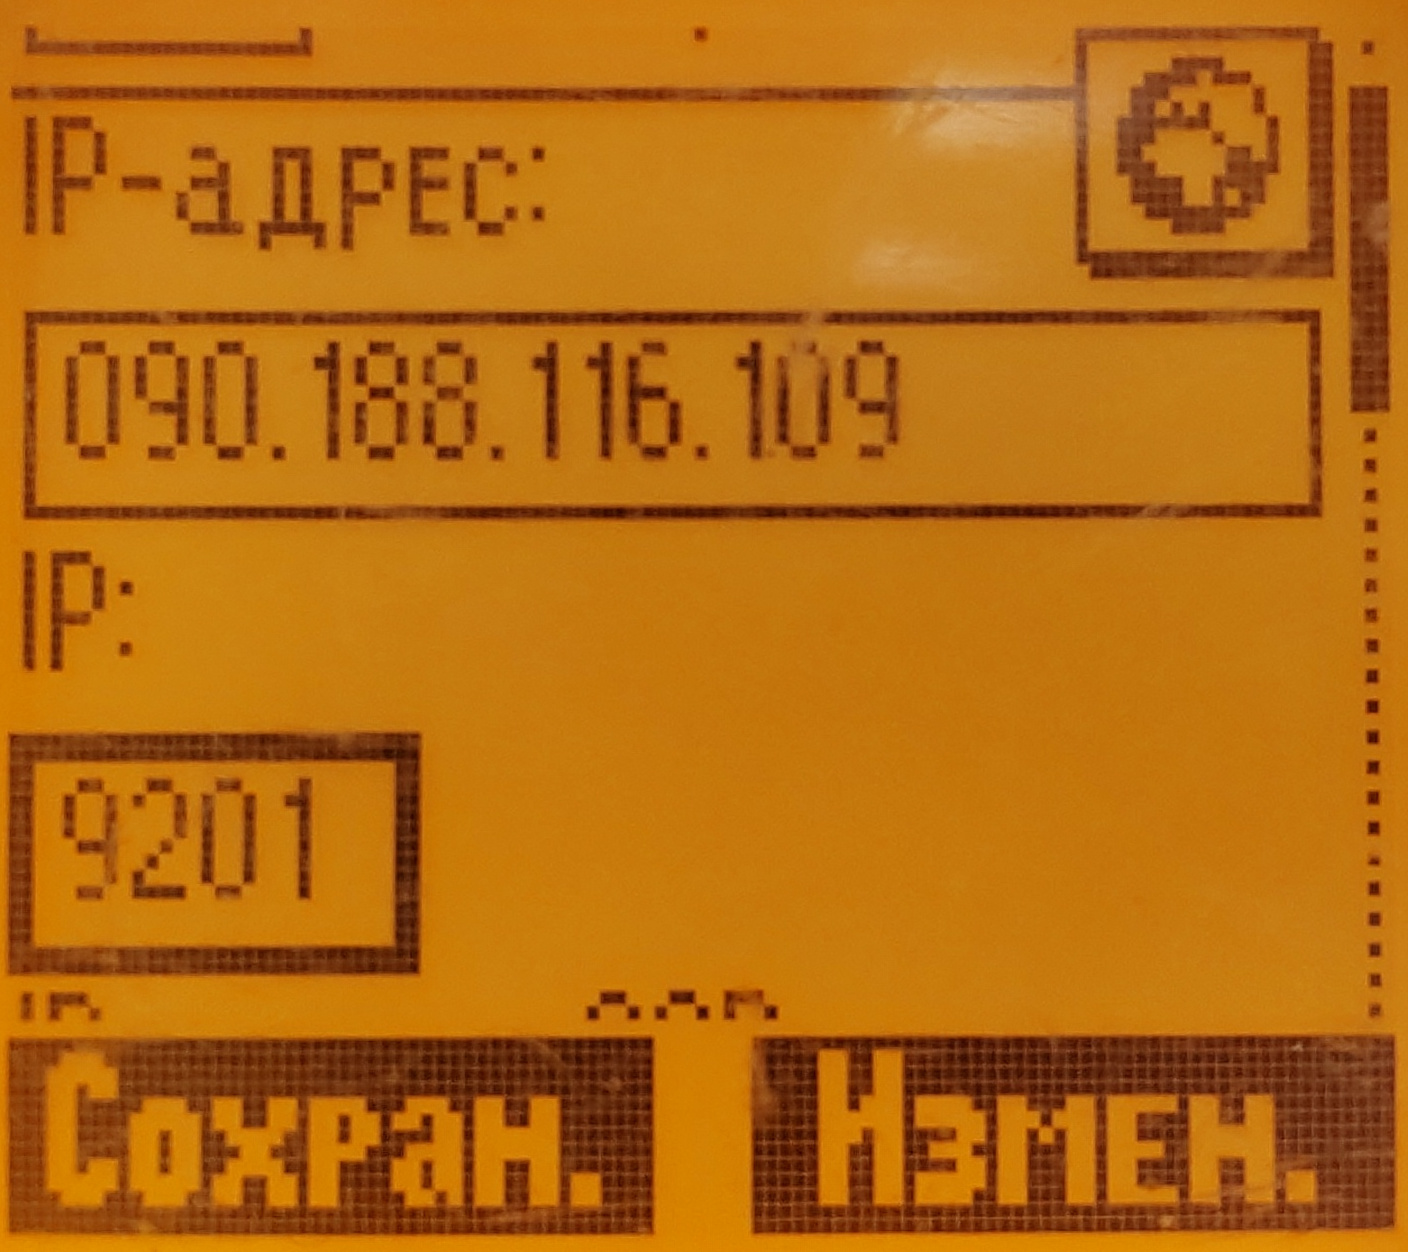 IP-адрес:
090.188.116.109
IP:
9201
Сохран. Измен.